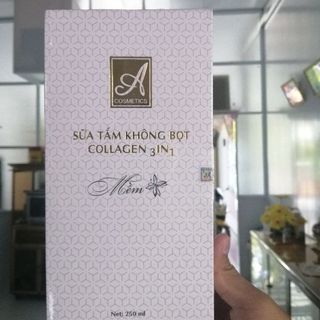 A
COSMETICS
SỮA TẮM KHÔNG BỌT
COLLAGEN 3IN1
Mềm
Net: 250 ml